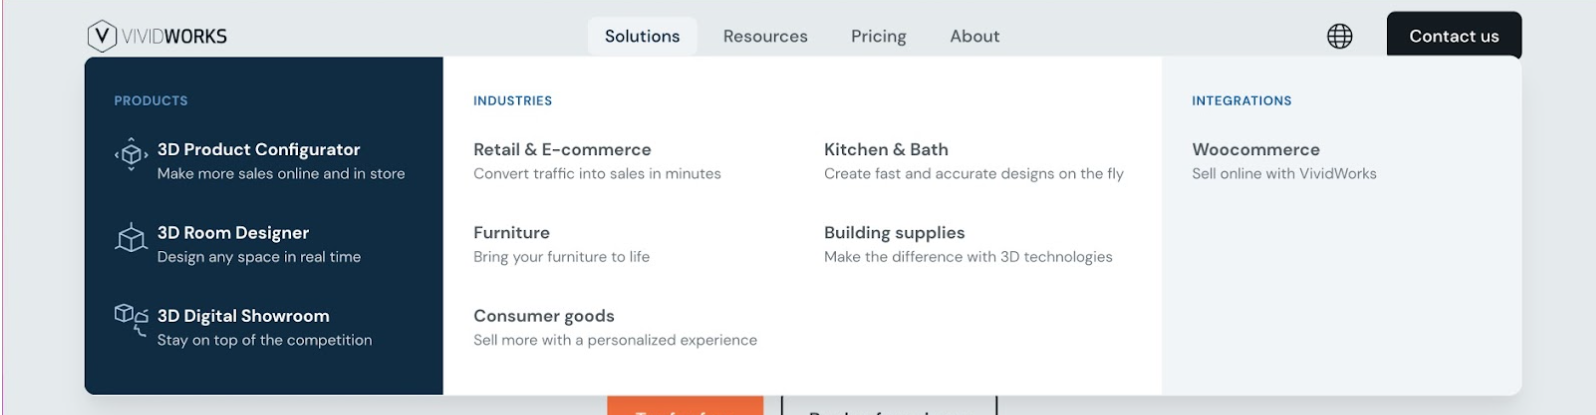 VIVIDWORKS
Solutions
Resources
Pricing
About
Contact us
PRODUCTS
3D Product Configurator
Make more sales online and in store
3D Room Designer
Design any space in real time
3D Digital Showroom
Stay on top of the competition
INDUSTRIES
Retail & E-commerce
Convert traffic into sales in minutes
Furniture
Bring your furniture to life
Consumer goods
Sell more with a personalized experience
Kitchen & Bath
Create fast and accurate designs on the fly
Building supplies
Make the difference with 3D technologies
INTEGRATIONS
Woocommerce
Sell online with VividWorks